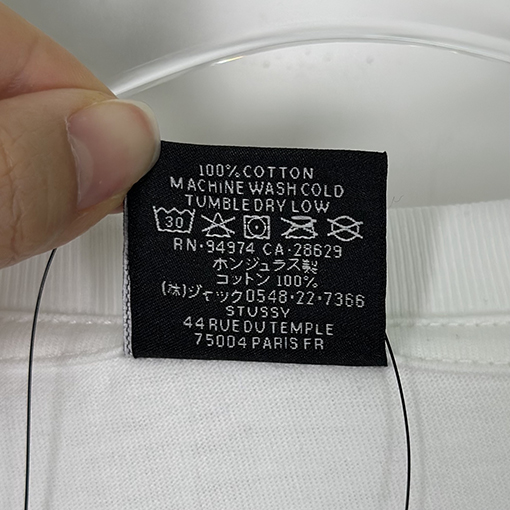 100% COTTON
MACHINE WASH COLD
TUMBLE DRY LOW
30
RN·94974 CA·28629
ホンジュラス製
コットン 100%
(株)ジャック0548·22·7366
STUSSY
44 RUE DU TEMPLE
75004 PARIS FR